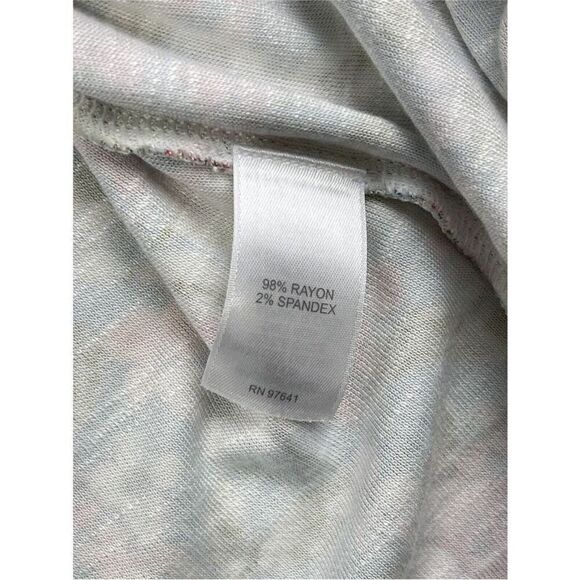 98% RAYON
2% SPANDEX
RN 97641